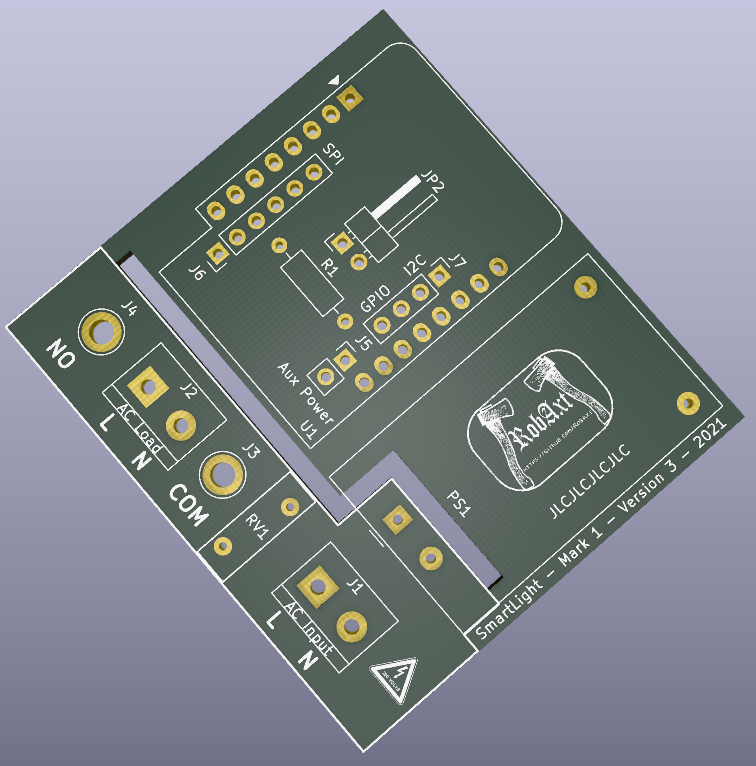 SPI
JP2
J6
R1
I2C
J7
GPIO
J5
Aux Power
U1
J4
NO
J2
AC Load
L
N
J3
COM
RV1
PS1
J1
AC Input
L
N
RobAxt
JLCJLCJLCJLC
SmartLight - Mark 1 - Version 3 - 2021